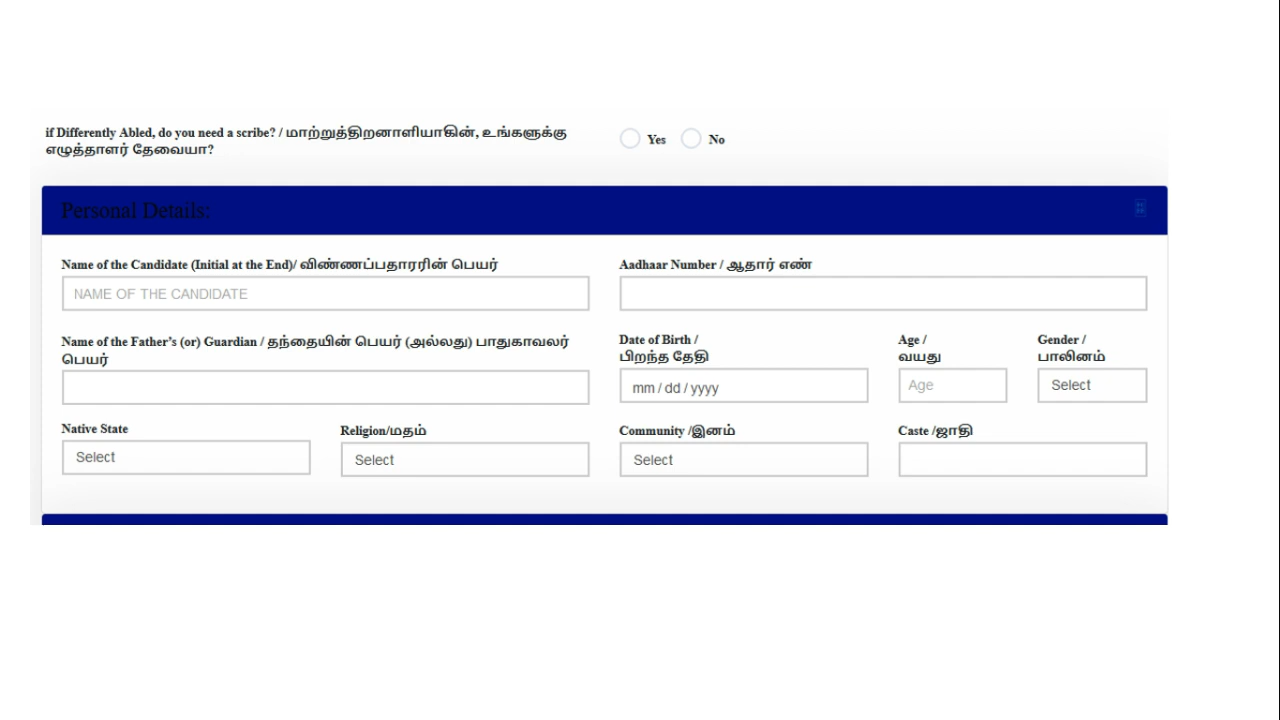 if Differently Abled, do you need a scribe? / மாற்றுத்திறனாளியாகின், உங்களுக்கு
எழுத்தாளர் தேவையா?
Yes No
Personal Details:
Name of the Candidate (Initial at the End)/ விண்ணப்பதாரரின் பெயர்
NAME OF THE CANDIDATE
Aadhaar Number / ஆதார் எண்
Name of the Father's (or) Guardian / தந்தையின் பெயர் (அல்லது) பாதுகாவலர்
பெயர்
Date of Birth /
பிறந்த தேதி
mm / dd / yyyy
Age /
வயது
Age
Gender /
பாலினம்
Select
Native State
Select
Religion/மதம்
Select
Community /இனம்
Select
Caste /ஜாதி